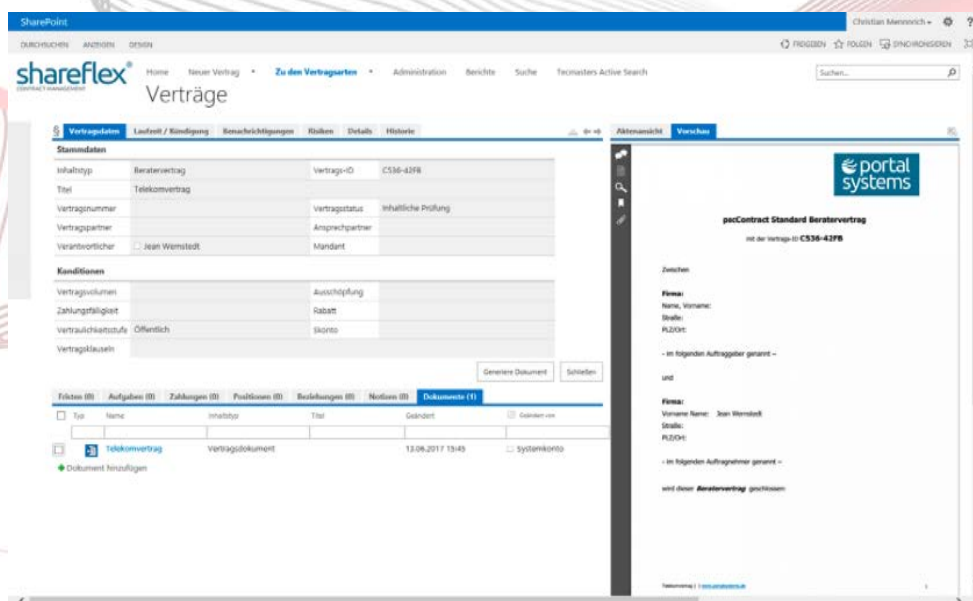 SharePoint
Christian Mennorich
?
DURCHSUCHEN ANZEIGEN DESIGN
FREIGEBEN FOLGEN SYNCHRONISIEREN
shareflex®
CONTRACT MANAGEMENT
Home Neuer Vertrag Zu den Vertragsarten Administration Berichte Suche Tecmasters Active Search
Suchen...
Verträge
§ Vertragsdaten Laufzeit / Kündigung Benachrichtigungen Risiken Details Historie
Aktenansicht Vorschau
Stammdaten
Inhaltstyp Beratervertrag Vertrags-ID C536-42FB
Titel Telekomvertrag
Vertragsnummer Vertragsstatus Inhaltliche Prüfung
Vertragspartner Ansprechpartner
Verantwortlicher Jean Wernstedt Mandant
Konditionen
Vertragsvolumen Ausschöpfung
Zahlungsfälligkeit Rabatt
Vertraulichkeitsstufe Öffentlich Skonto
Vertragsklauseln
Generiere Dokument Schließen
Fristen (0) Aufgaben (0) Zahlungen (0) Positionen (0) Beziehungen (0) Notizen (0) Dokumente (1)
Typ Name Inhaltstyp Titel Geändert Geändert von
Telekomvertrag Vertragsdokument 13.06.2017 15:45 Systemkonto
Dokument hinzufügen
portal
systems
pscContract Standard Beratervertrag
mit der Vertrags-ID C536-42FB
Zwischen
Firma:
Name, Vorname:
Straße:
PLZ/Ort:
- im folgenden Auftraggeber genannt –
und
Firma:
Vorname Name: Jean Wernstedt
Straße:
PLZ/Ort:
- im folgenden Auftragnehmer genannt –
wird dieser Beratervertrag geschlossen:
Telekomvertrag | www.portalsystems.de 1